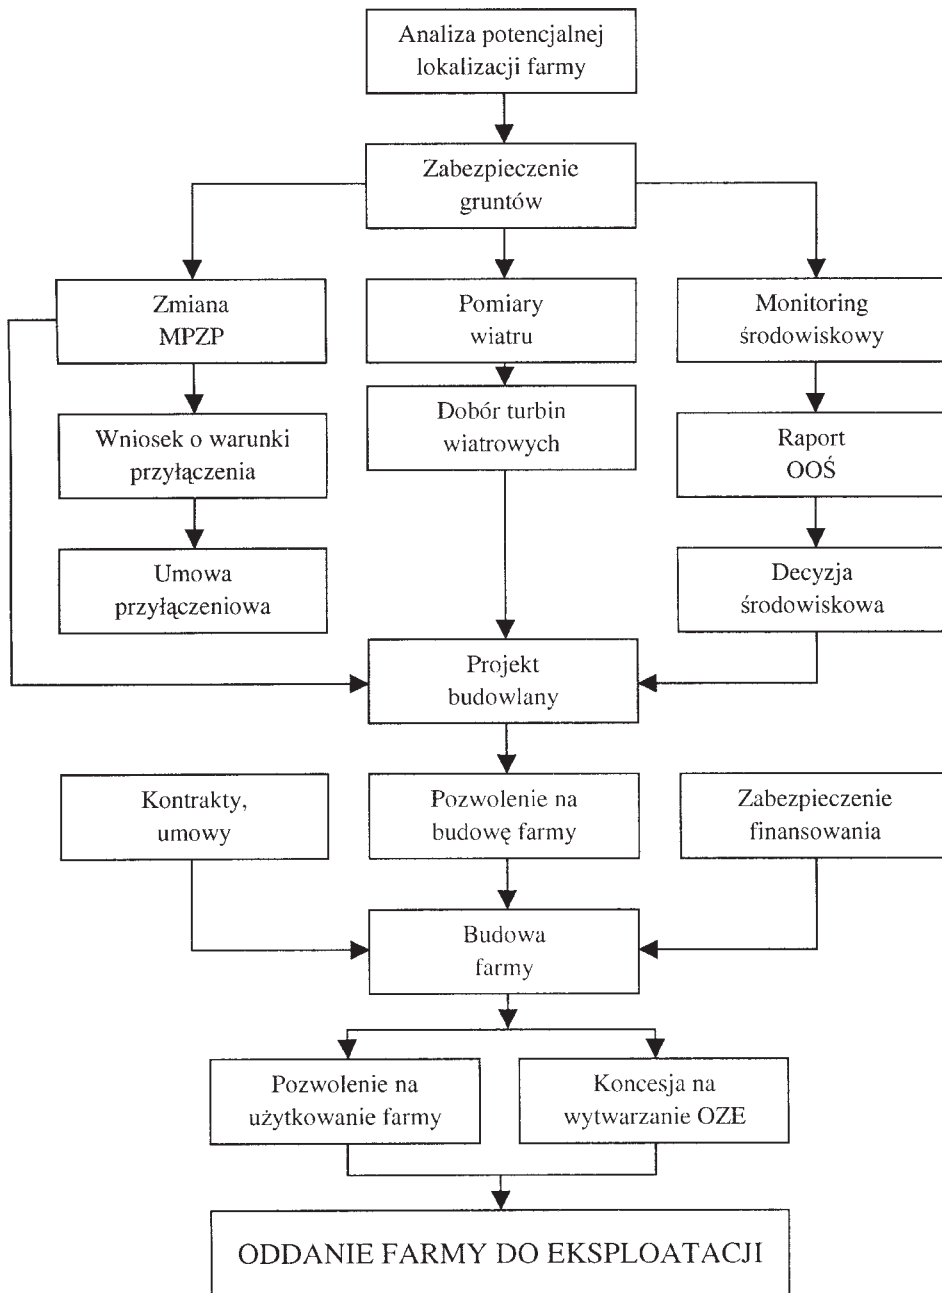 Analiza potencjalnej
lokalizacji farmy
Zabezpieczenie
gruntów
Zmiana
MPZP
Pomiary
wiatru
Monitoring
środowiskowy
Wniosek o warunki
przyłączenia
Dobór turbin
wiatrowych
Raport
OOŚ
Umowa
przyłączeniowa
Decyzja
środowiskowa
Projekt
budowlany
Kontrakty,
umowy
Pozwolenie na
budowę farmy
Zabezpieczenie
finansowania
Budowa
farmy
Pozwolenie na
użytkowanie farmy
Koncesja na
wytwarzanie OZE
ODDANIE FARMY DO EKSPLOATACJI